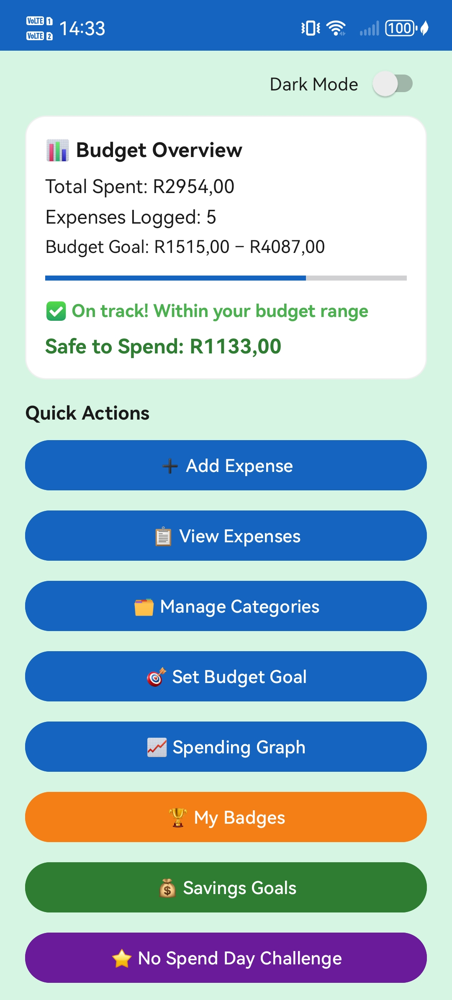 VoLTE 1
VoLTE 2
14:33
100
Dark Mode
📊 Budget Overview
Total Spent: R2954,00
Expenses Logged: 5
Budget Goal: R1515,00 – R4087,00
✅ On track! Within your budget range
Safe to Spend: R1133,00
Quick Actions
➕ Add Expense
📋 View Expenses
🗂️ Manage Categories
🎯 Set Budget Goal
📈 Spending Graph
🏆 My Badges
💰 Savings Goals
⭐ No Spend Day Challenge